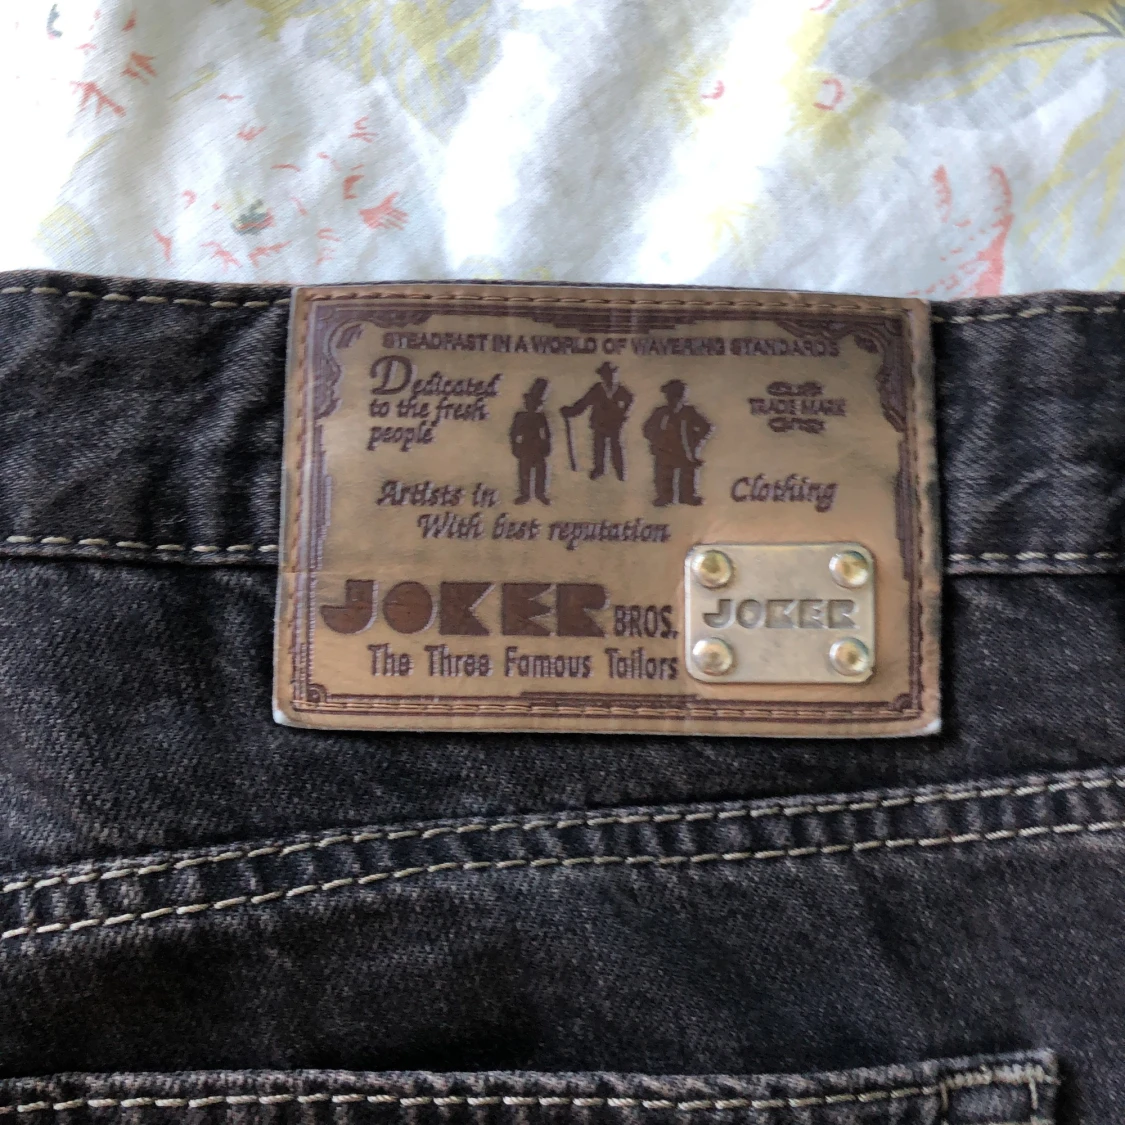 STEADFAST IN A WORLD OF WAVERING STANDARDS
Dedicated
to the fresh
people
TRADE MARK
Artists in Clothing
With best reputation
JOKER BROS.
The Three Famous Tailors
JOKER